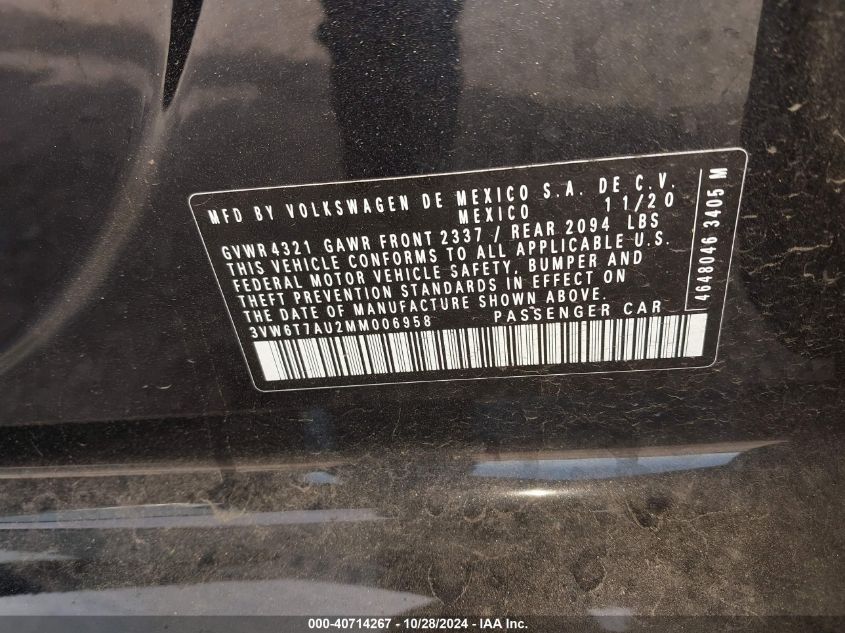 MFD BY VOLKSWAGEN DE MEXICO S.A. DE C.V.
MEXICO 11/20
GVWR 4321 GAWR FRONT 2337 / REAR 2094 LBS
THIS VEHICLE CONFORMS TO ALL APPLICABLE U.S.
FEDERAL MOTOR VEHICLE SAFETY, BUMPER AND
THEFT PREVENTION STANDARDS IN EFFECT ON
THE DATE OF MANUFACTURE SHOWN ABOVE.
3VW6T7AU2MM006958 PASSENGER CAR
4648046 3405 M
000-40714267 - 10/28/2024 - IAA Inc.